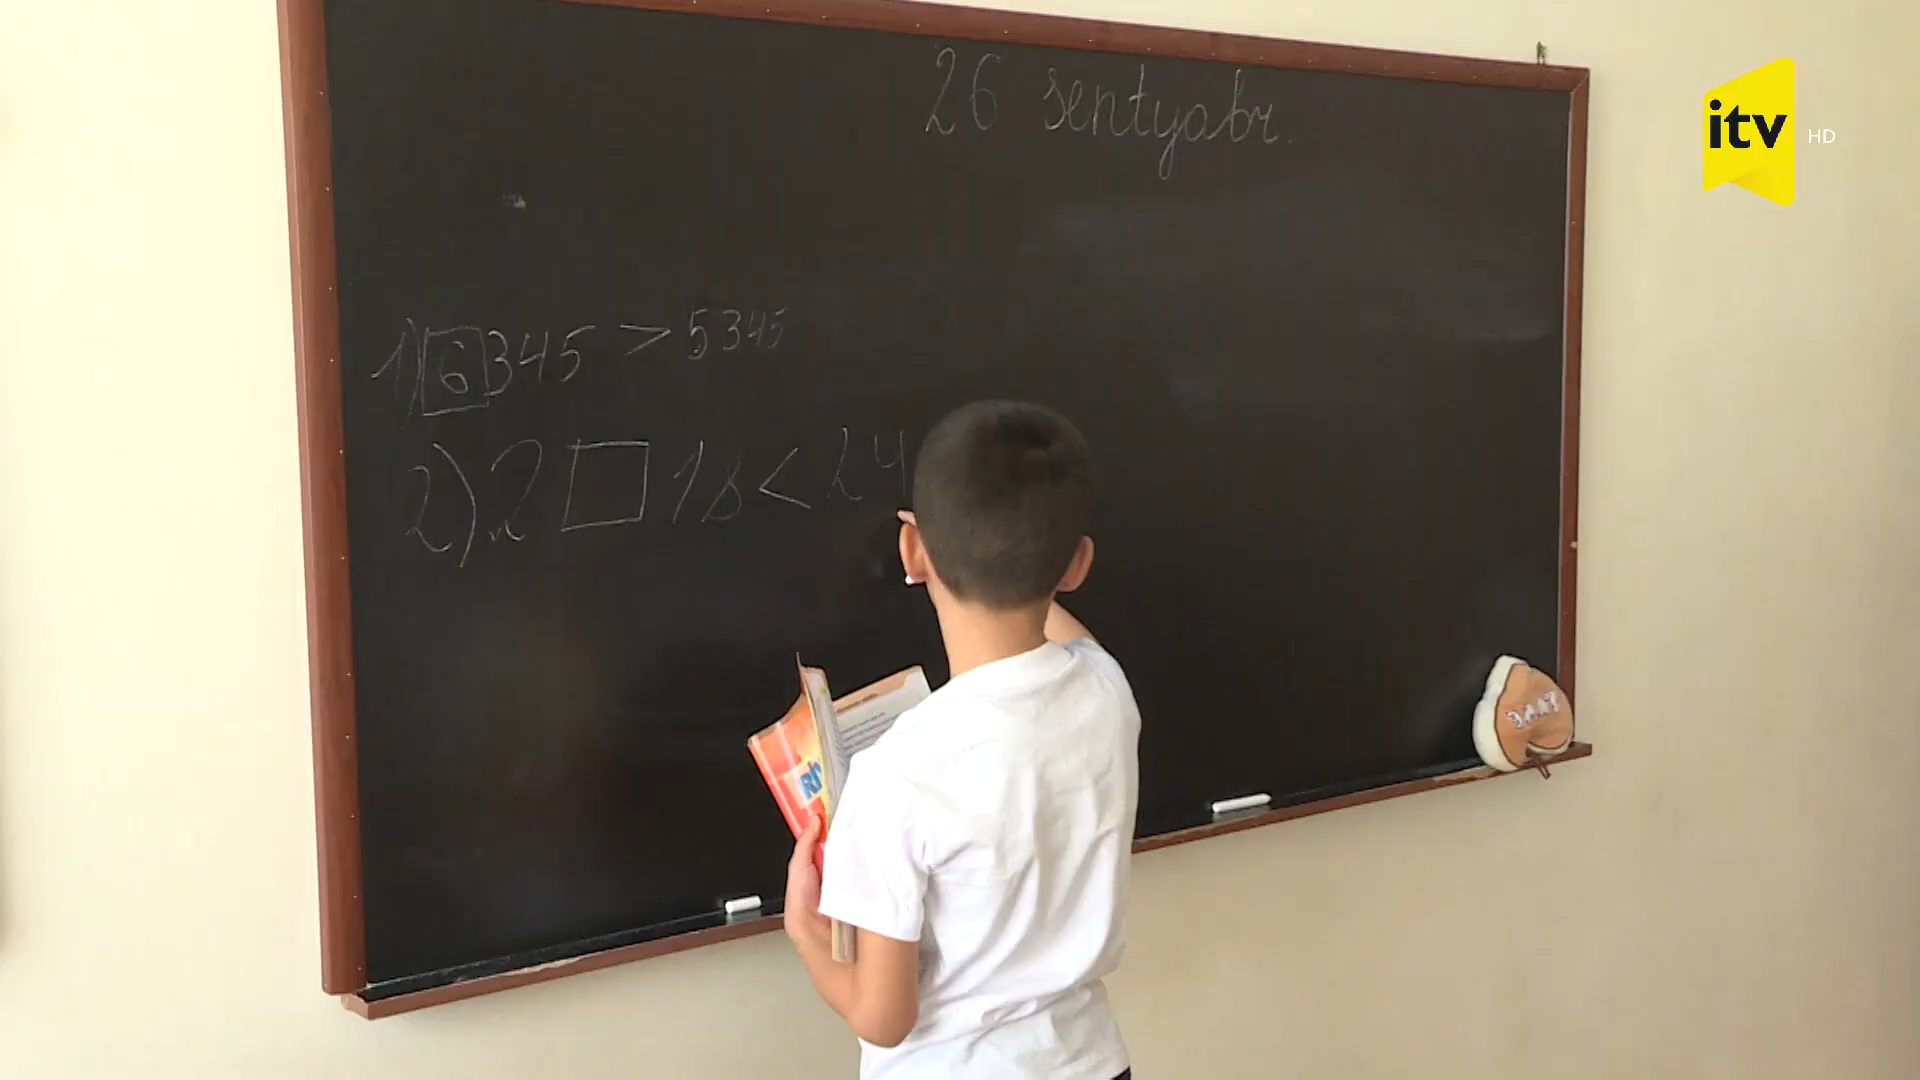 26 sentyabr.
itv HD
1) 6345 > 5345
2) 2 □ 18 < 24